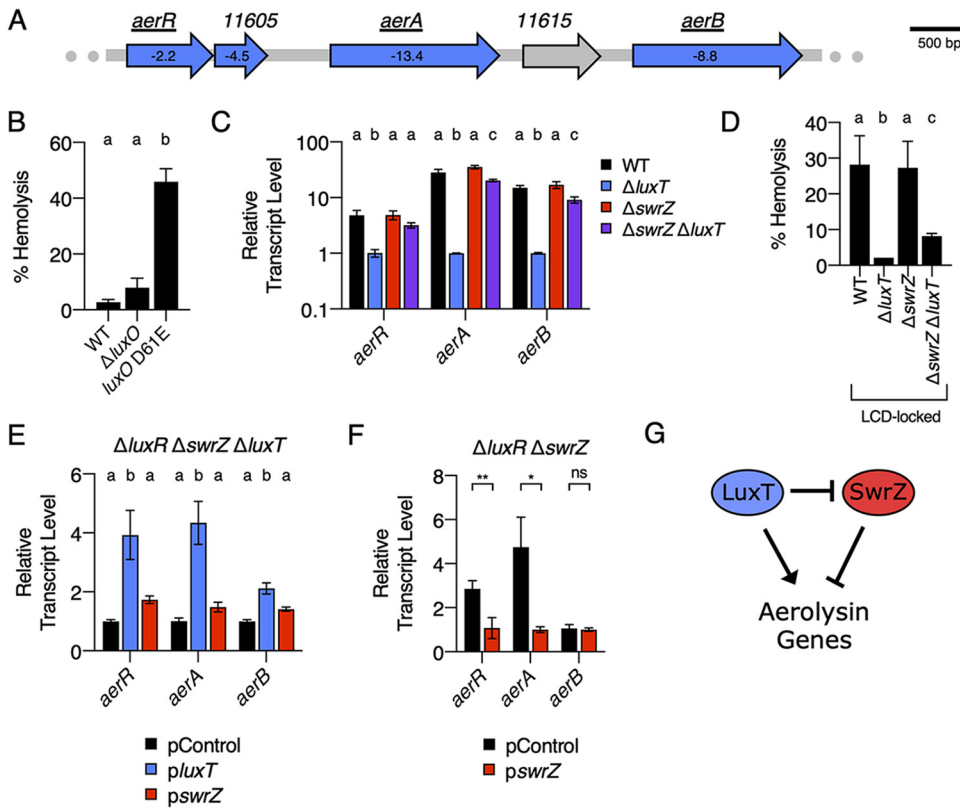 A
aerR 11605 aerA 11615 aerB
-2.2 -4.5 -13.4 -8.8
500 bp
B
a a b
% Hemolysis
60
40
20
0
WT
ΔluxO
luxO D61E
C
a b a a a b a c a b a c
Relative
Transcript Level
100
10
1
0.1
aerR aerA aerB
WT
ΔluxT
ΔswrZ
ΔswrZ ΔluxT
D
a b a c
% Hemolysis
40
30
20
10
0
WT
ΔluxT
ΔswrZ
ΔswrZ ΔluxT
LCD-locked
E
ΔluxR ΔswrZ ΔluxT
a b a a b a a b a
Relative
Transcript Level
6
4
2
0
aerR aerA aerB
pControl
pluxT
pswrZ
F
ΔluxR ΔswrZ
** * ns
Relative
Transcript Level
8
6
4
2
0
aerR aerA aerB
pControl
pswrZ
G
LuxT SwrZ
Aerolysin
Genes